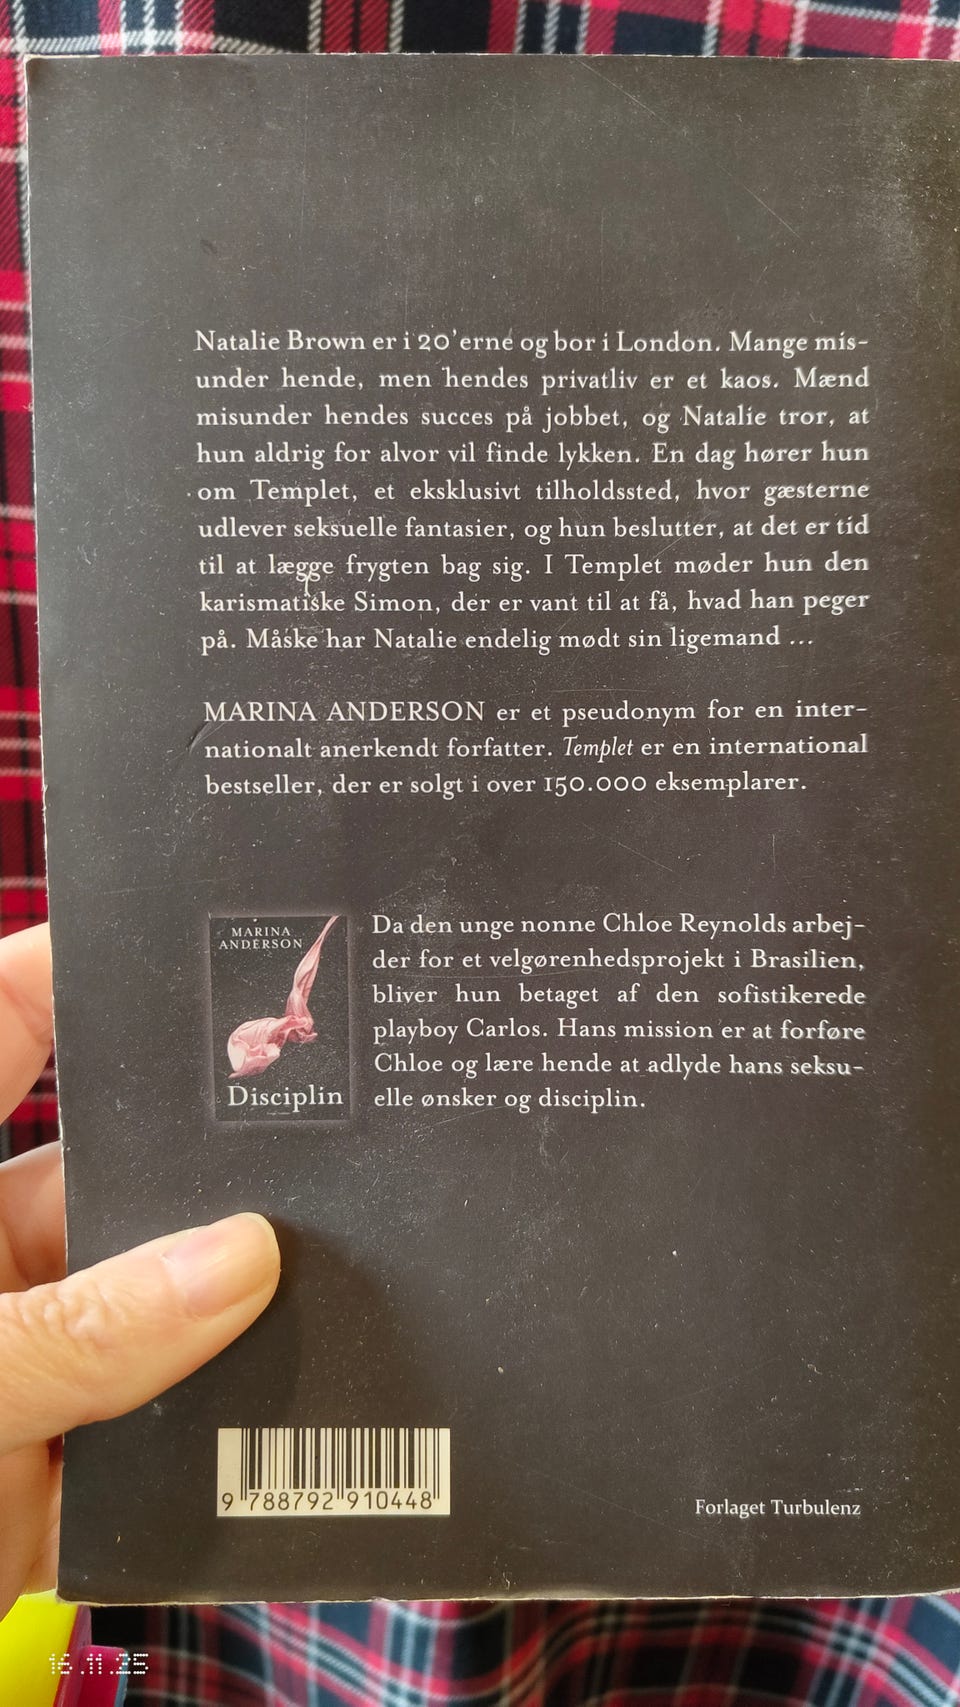 Natalie Brown er i 20'erne og bor i London. Mange mis-
under hende, men hendes privatliv er et kaos. Mænd
misunder hendes succes på jobbet, og Natalie tror, at
hun aldrig for alvor vil finde lykken. En dag hører hun
om Templet, et eksklusivt tilholdssted, hvor gæsterne
udlever seksuelle fantasier, og hun beslutter, at det er tid
til at lægge frygten bag sig. I Templet møder hun den
karismatiske Simon, der er vant til at få, hvad han peger
på. Måske har Natalie endelig mødt sin ligemand ...
MARINA ANDERSON er et pseudonym for en inter-
nationalt anerkendt forfatter. Templet er en international
bestseller, der er solgt i over 150.000 eksemplarer.
MARINA
ANDERSON
Disciplin
Da den unge nonne Chloe Reynolds arbej-
der for et velgørenhedsprojekt i Brasilien,
bliver hun betaget af den sofistikerede
playboy Carlos. Hans mission er at forføre
Chloe og lære hende at adlyde hans seksu-
elle ønsker og disciplin.
9 788792 910448
Forlaget Turbulenz
16.11.25